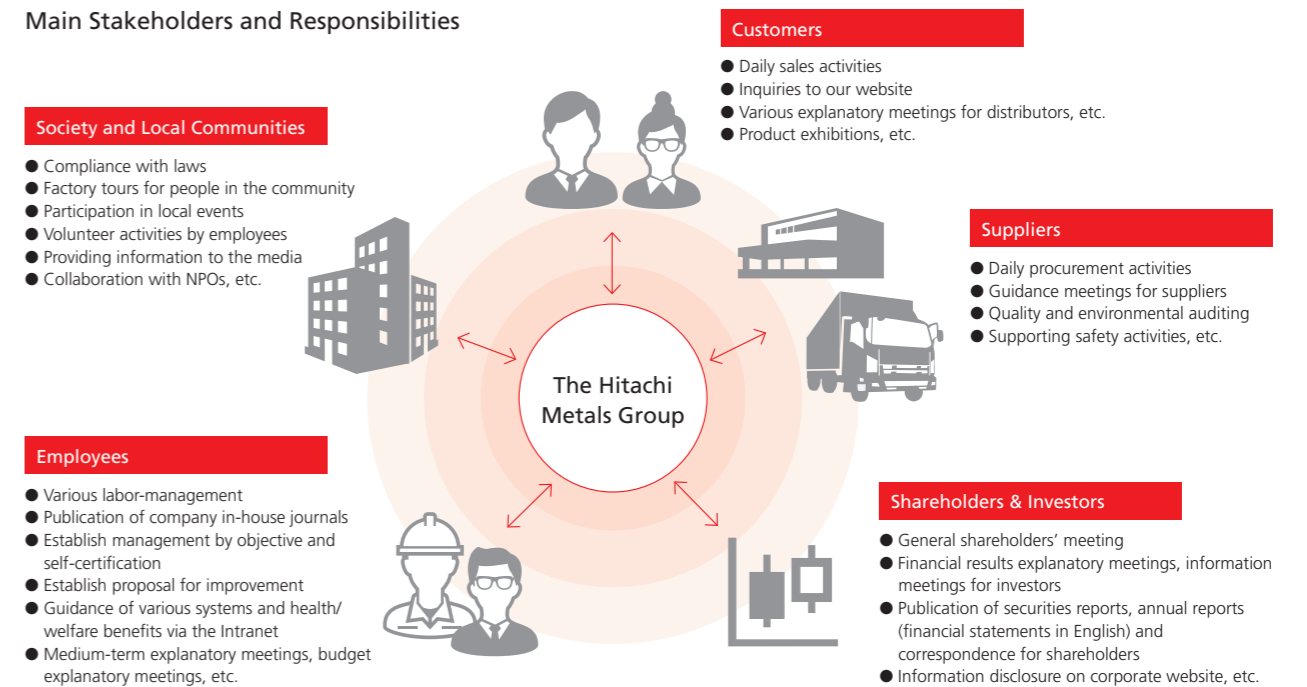 Main Stakeholders and Responsibilities
Customers
● Daily sales activities
● Inquiries to our website
● Various explanatory meetings for distributors, etc.
● Product exhibitions, etc.
Society and Local Communities
● Compliance with laws
● Factory tours for people in the community
● Participation in local events
● Volunteer activities by employees
● Providing information to the media
● Collaboration with NPOs, etc.
Suppliers
● Daily procurement activities
● Guidance meetings for suppliers
● Quality and environmental auditing
● Supporting safety activities, etc.
The Hitachi
Metals Group
Employees
● Various labor-management
● Publication of company in-house journals
● Establish management by objective and
self-certification
● Establish proposal for improvement
● Guidance of various systems and health/
welfare benefits via the Intranet
● Medium-term explanatory meetings, budget
explanatory meetings, etc.
Shareholders & Investors
● General shareholders’ meeting
● Financial results explanatory meetings, information
meetings for investors
● Publication of securities reports, annual reports
(financial statements in English) and
correspondence for shareholders
● Information disclosure on corporate website, etc.